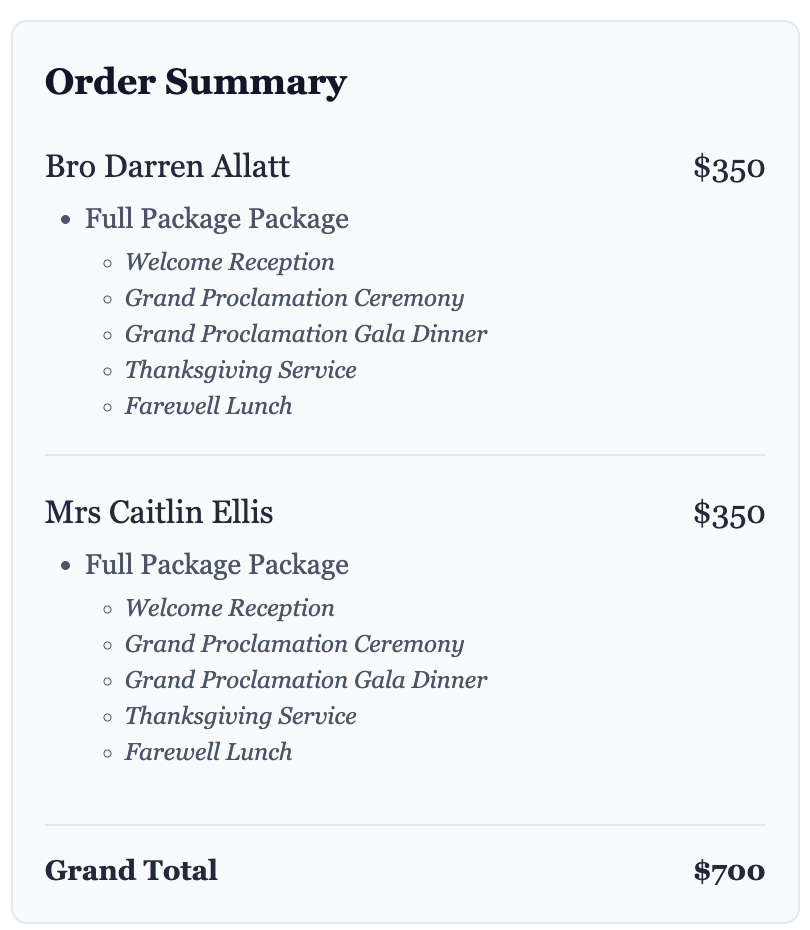 Order Summary
Bro Darren Allatt $350
Full Package Package
Welcome Reception
Grand Proclamation Ceremony
Grand Proclamation Gala Dinner
Thanksgiving Service
Farewell Lunch
Mrs Caitlin Ellis $350
Full Package Package
Welcome Reception
Grand Proclamation Ceremony
Grand Proclamation Gala Dinner
Thanksgiving Service
Farewell Lunch
Grand Total $700